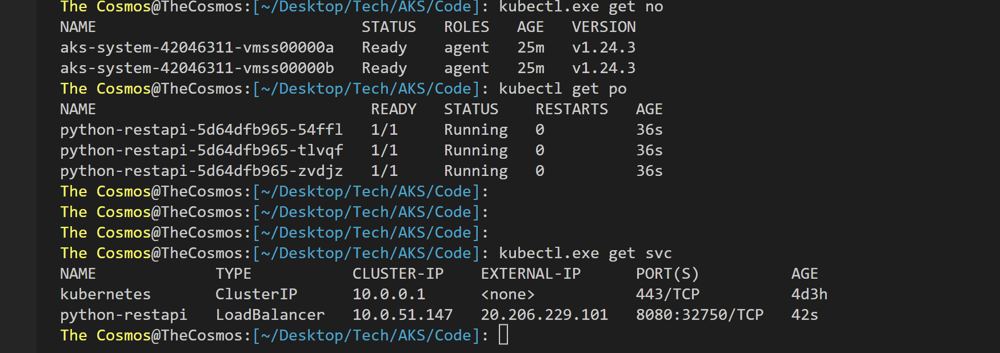 The Cosmos@TheCosmos:[~/Desktop/Tech/AKS/Code]: kubectl.exe get no
NAME STATUS ROLES AGE VERSION
aks-system-42046311-vmss00000a Ready agent 25m v1.24.3
aks-system-42046311-vmss00000b Ready agent 25m v1.24.3
The Cosmos@TheCosmos:[~/Desktop/Tech/AKS/Code]: kubectl get po
NAME READY STATUS RESTARTS AGE
python-restapi-5d64dfb965-54ffl 1/1 Running 0 36s
python-restapi-5d64dfb965-tlvqf 1/1 Running 0 36s
python-restapi-5d64dfb965-zvdjz 1/1 Running 0 36s
The Cosmos@TheCosmos:[~/Desktop/Tech/AKS/Code]:
The Cosmos@TheCosmos:[~/Desktop/Tech/AKS/Code]:
The Cosmos@TheCosmos:[~/Desktop/Tech/AKS/Code]:
The Cosmos@TheCosmos:[~/Desktop/Tech/AKS/Code]: kubectl.exe get svc
NAME TYPE CLUSTER-IP EXTERNAL-IP PORT(S) AGE
kubernetes ClusterIP 10.0.0.1 <none> 443/TCP 4d3h
python-restapi LoadBalancer 10.0.51.147 20.206.229.101 8080:32750/TCP 42s
The Cosmos@TheCosmos:[~/Desktop/Tech/AKS/Code]: